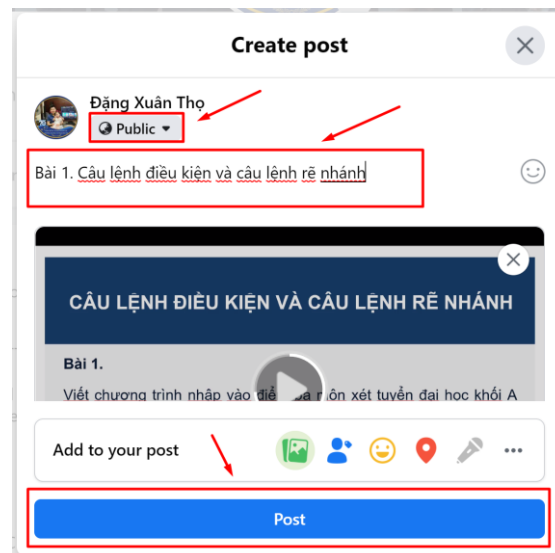 Create post
Đặng Xuân Thọ
Public
Bài 1. Câu lệnh điều kiện và câu lệnh rẽ nhánh
CÂU LỆNH ĐIỀU KIỆN VÀ CÂU LỆNH RẼ NHÁNH
Bài 1.
Viết chương trình nhập vào môn xét tuyển đại học khối A
Add to your post
Post